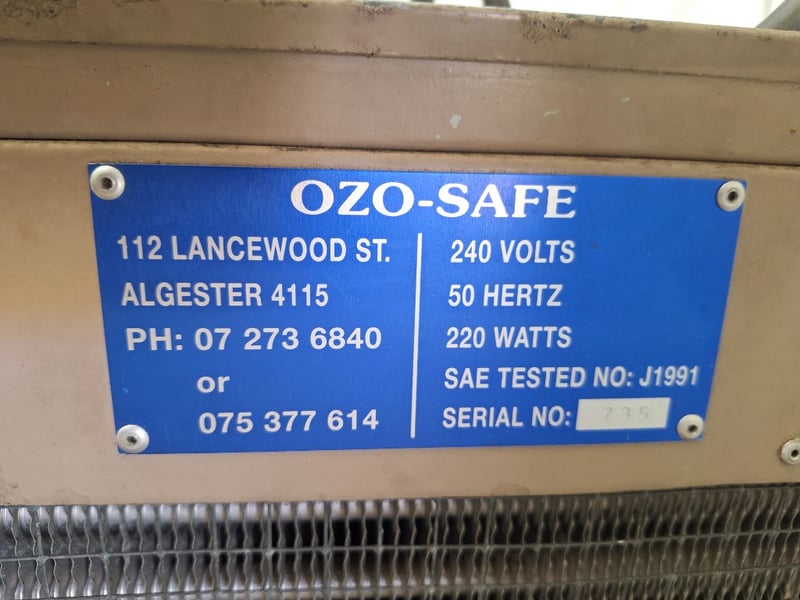 OZO-SAFE
112 LANCEWOOD ST.
ALGESTER 4115
PH: 07 273 6840
or
075 377 614
240 VOLTS
50 HERTZ
220 WATTS
SAE TESTED NO: J1991
SERIAL NO: 735